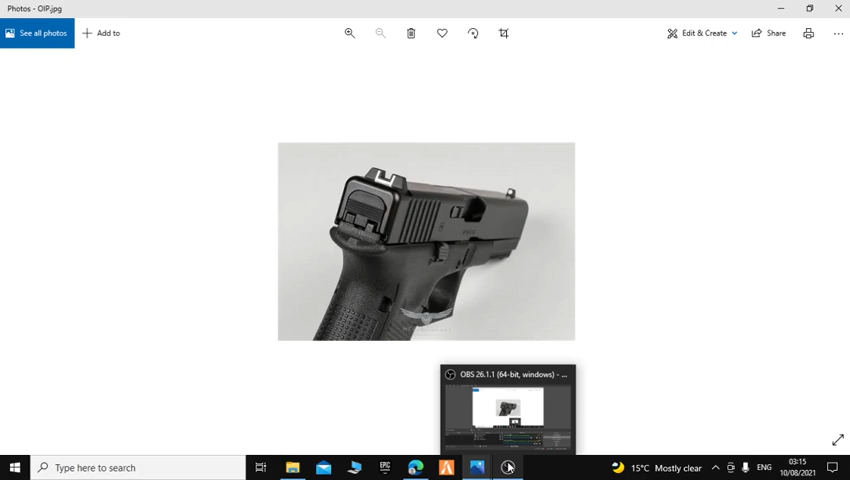 Photos - OIP.jpg
See all photos
Add to
Edit & Create
Share
OBS 26.1.1 (64-bit, windows) - ...
Type here to search
EPIC
15°C Mostly clear
ENG
03:15
10/08/2021